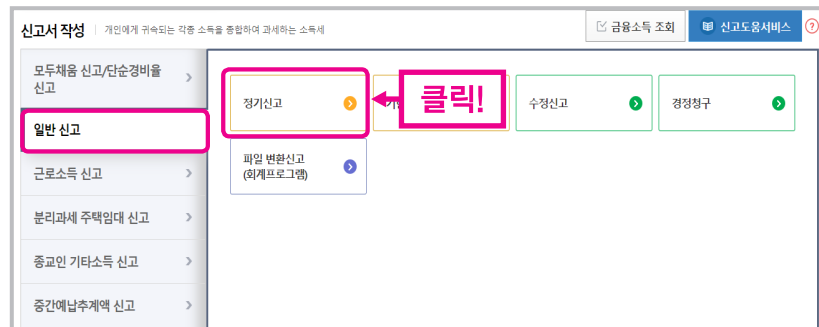 신고서 작성 개인에게 귀속되는 각종 소득을 종합하여 과세하는 소득세
금융소득 조회
신고도움서비스
?
모두채움 신고/단순경비율
신고
일반 신고
근로소득 신고
분리과세 주택임대 신고
종교인 기타소득 신고
중간예납추계액 신고
정기신고
클릭!
수정신고
경정청구
파일 변환신고
(회계프로그램)